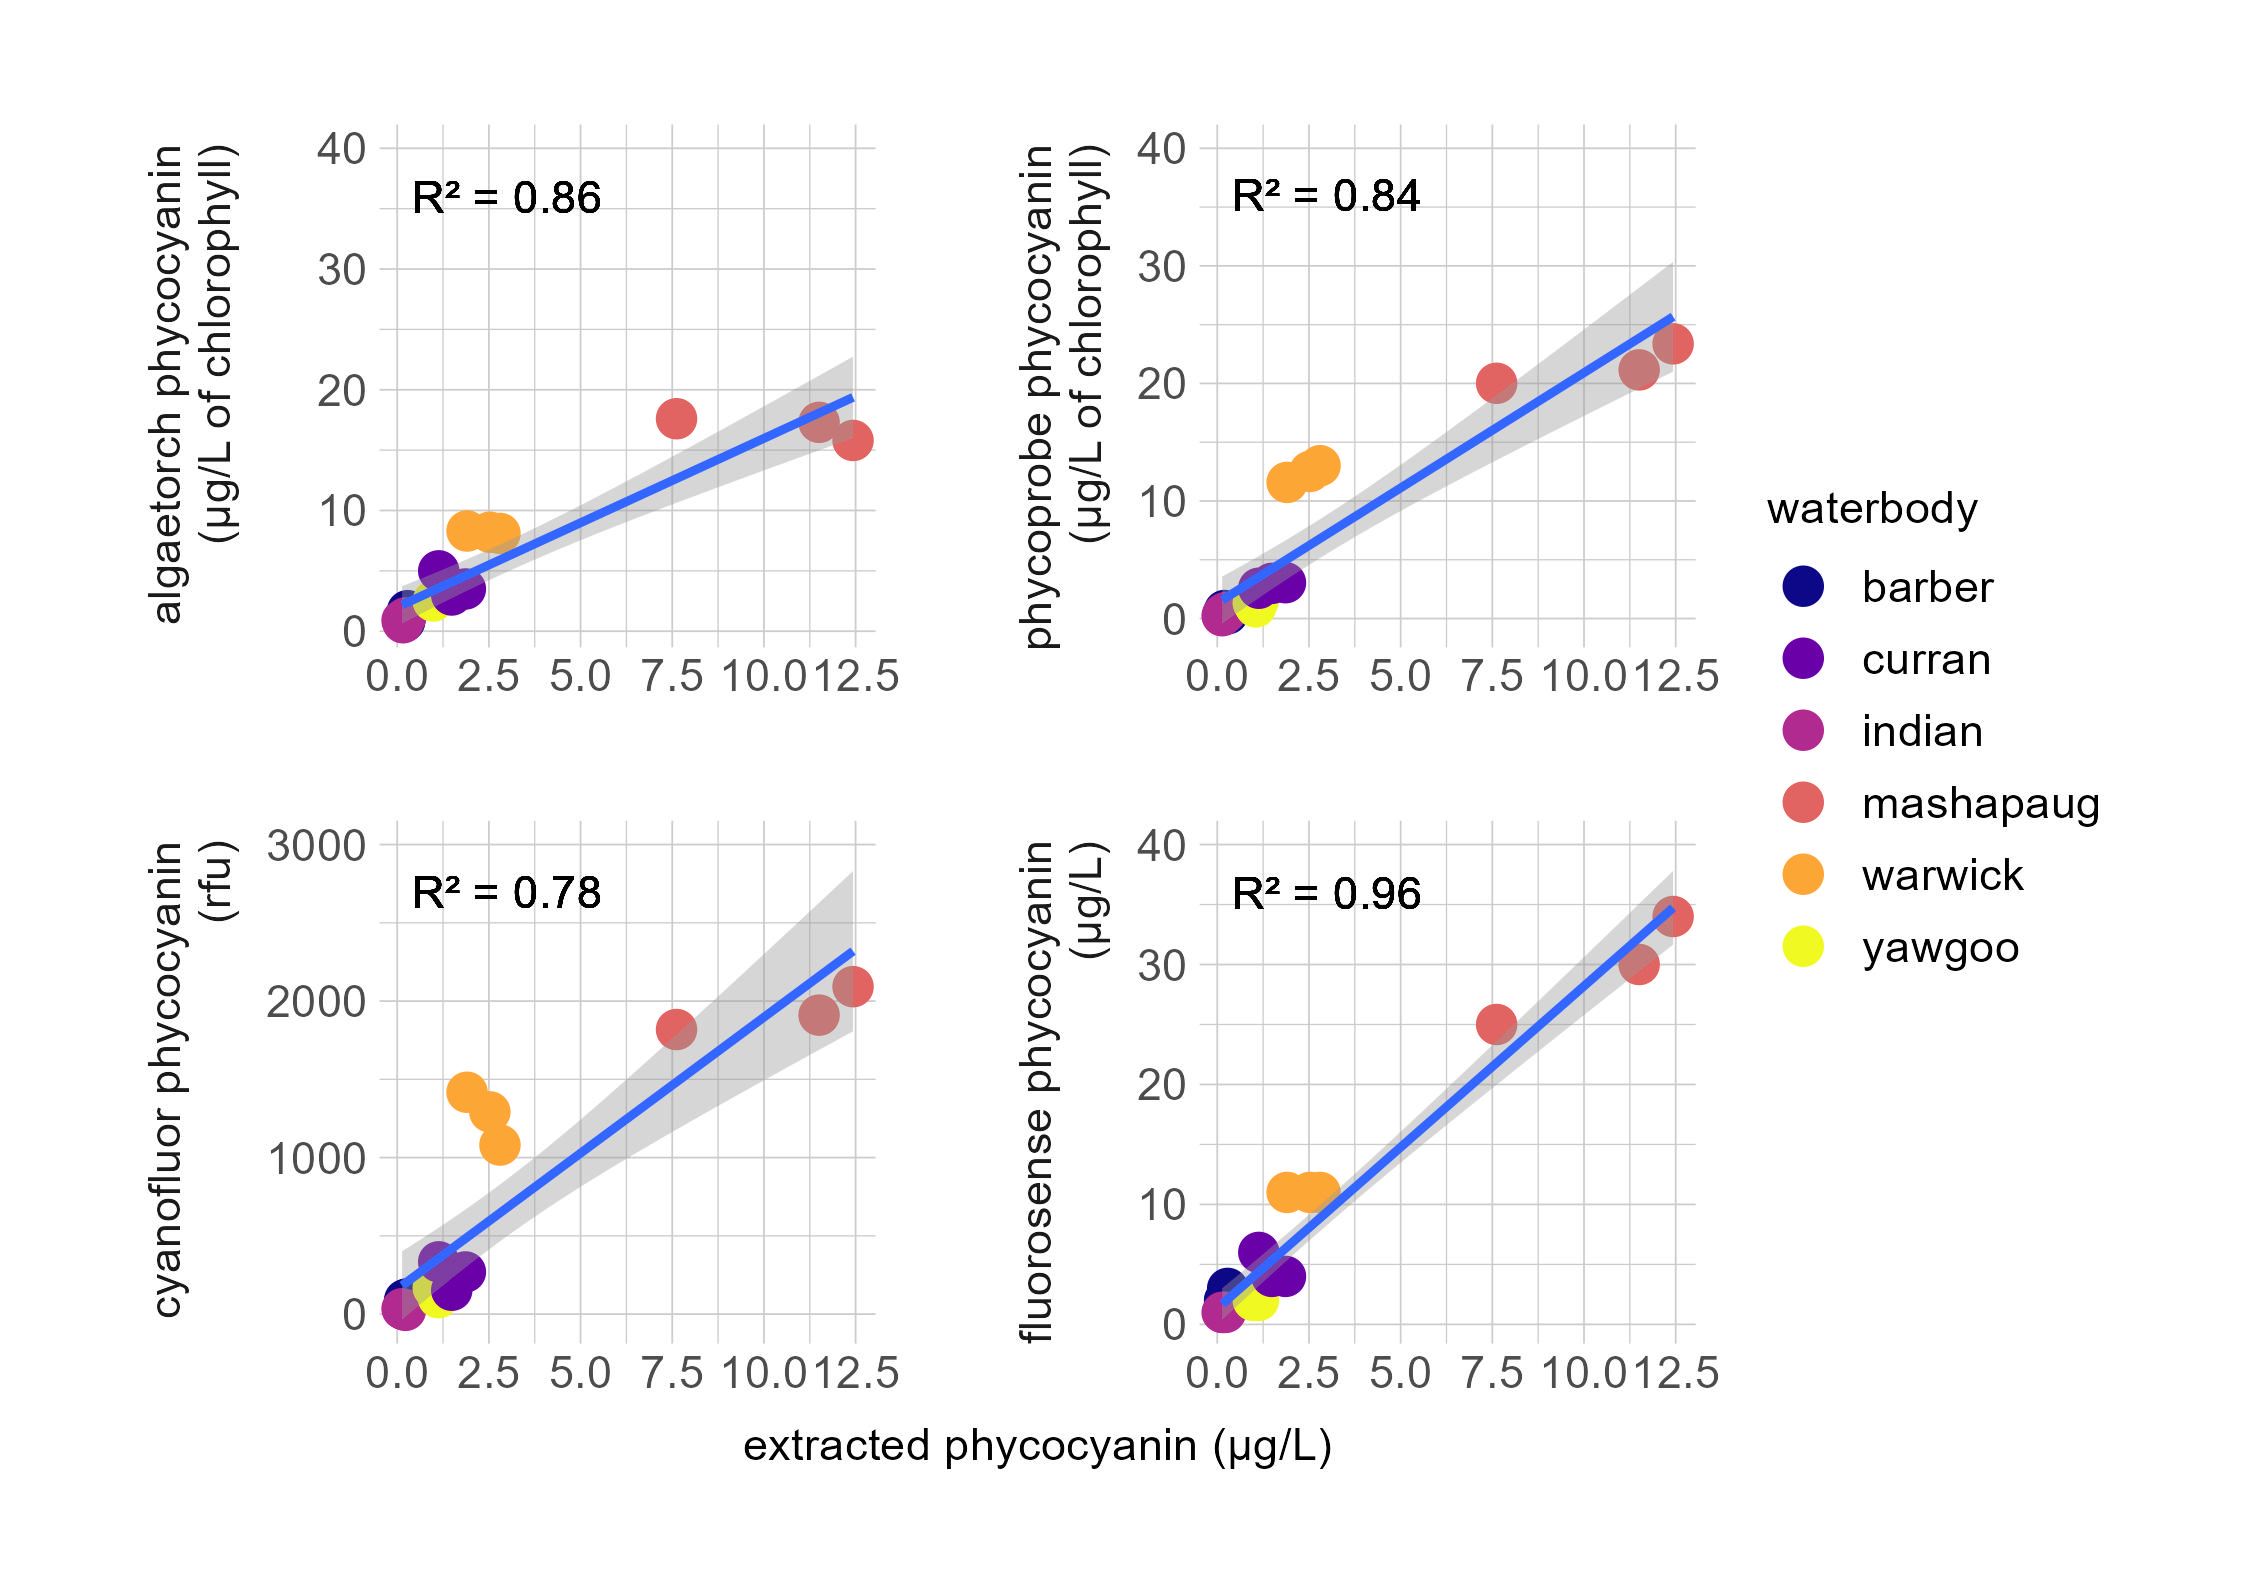 algaetorch phycocyanin
(µg/L of chlorophyll)
40
30
20
10
0
R² = 0.86
0.0 2.5 5.0 7.5 10.0 12.5
phycoprobe phycocyanin
(µg/L of chlorophyll)
40
30
20
10
0
R² = 0.84
0.0 2.5 5.0 7.5 10.0 12.5
cyanofluor phycocyanin
(rfu)
3000
2000
1000
0
R² = 0.78
0.0 2.5 5.0 7.5 10.0 12.5
fluorosense phycocyanin
(µg/L)
40
30
20
10
0
R² = 0.96
0.0 2.5 5.0 7.5 10.0 12.5
extracted phycocyanin (µg/L)
waterbody
barber
curran
indian
mashapaug
warwick
yawgoo